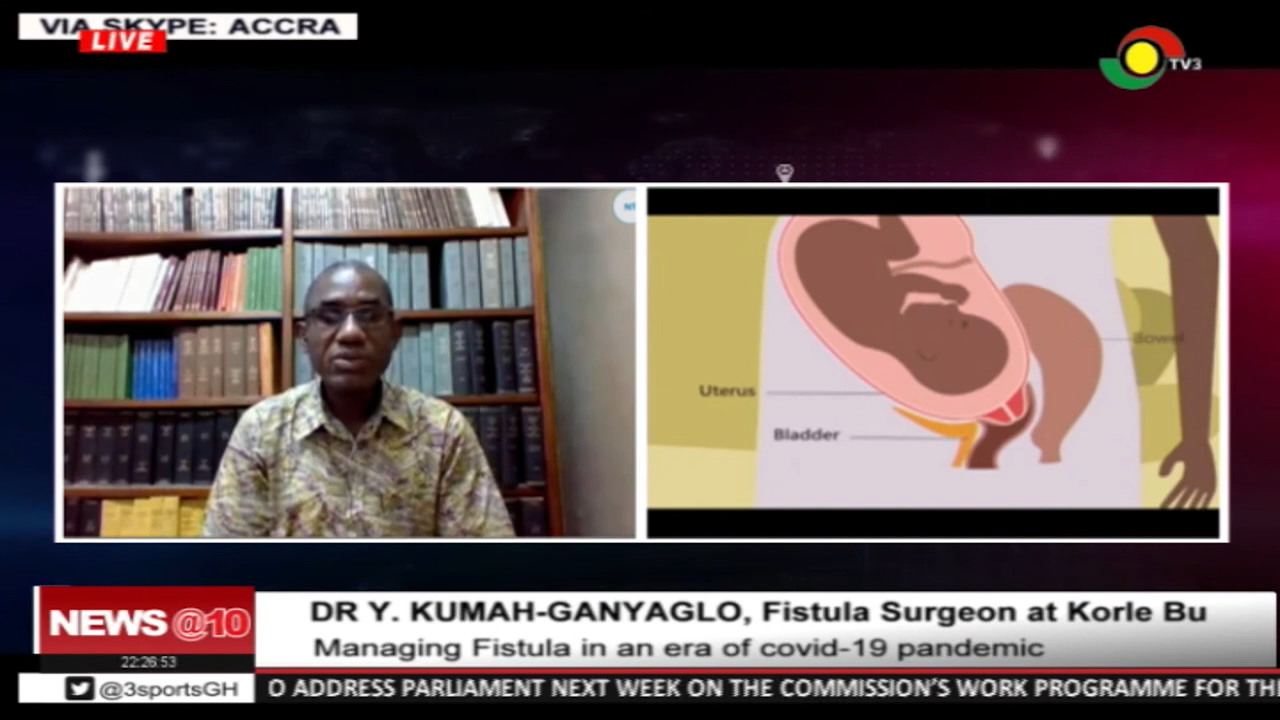 VIA SKYPE: ACCRA
LIVE
TV3
Bowel
Uterus
Bladder
NEWS @10
DR Y. KUMAH-GANYAGLO, Fistula Surgeon at Korle Bu
Managing Fistula in an era of covid-19 pandemic
22:26:53
@3sportsGH
O ADDRESS PARLIAMENT NEXT WEEK ON THE COMMISSION'S WORK PROGRAMME FOR